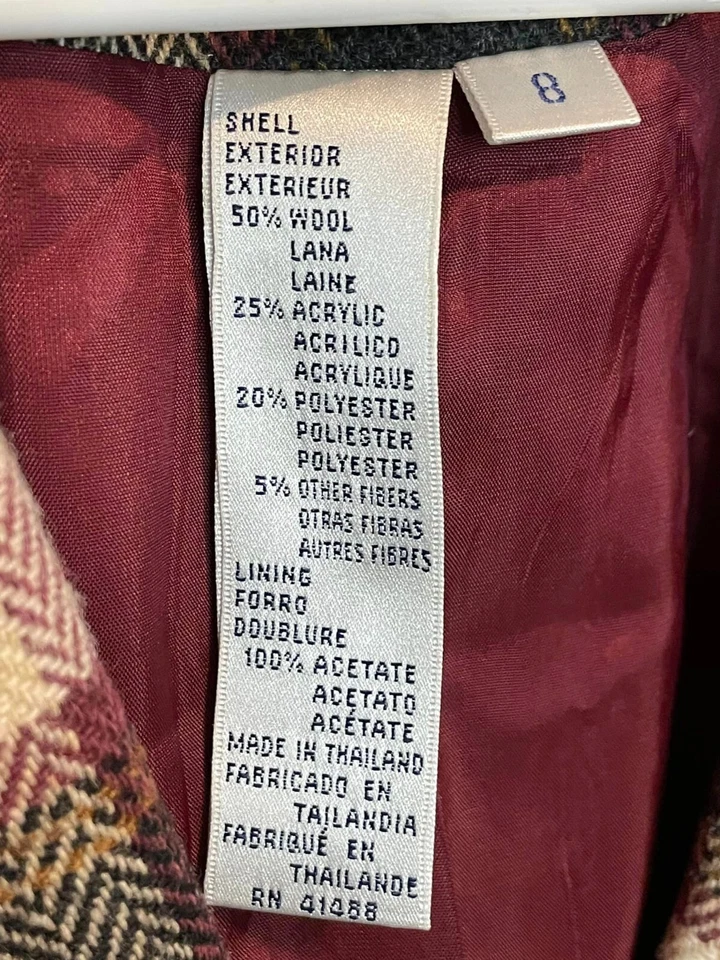 8
SHELL
EXTERIOR
EXTERIEUR
50% WOOL
LANA
LAINE
25% ACRYLIC
ACRILICO
ACRYLIQUE
20% POLYESTER
POLIESTER
POLYESTER
5% OTHER FIBERS
OTRAS FIBRAS
AUTRES FIBRES
LINING
FORRO
DOUBLURE
100% ACETATE
ACETATO
ACÉTATE
MADE IN THAILAND
FABRICADO EN
TAILANDIA
FABRIQUÉ EN
THAILANDE
RN 41488